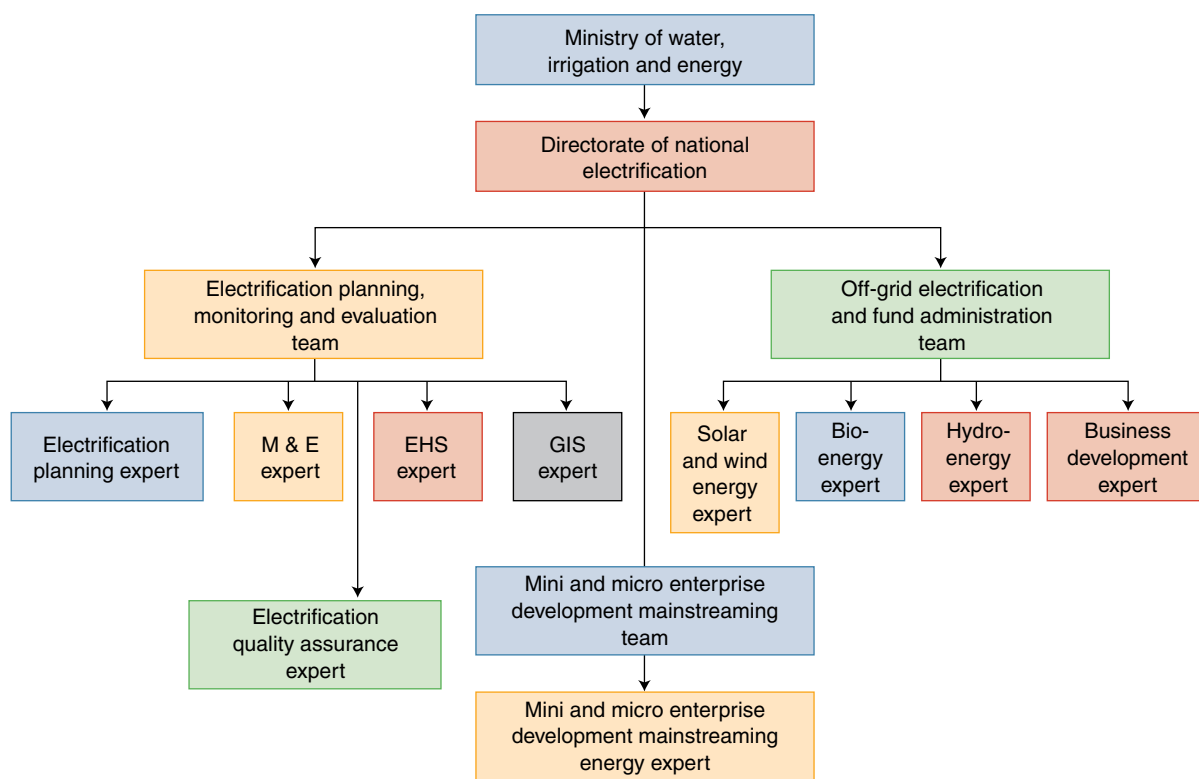 Ministry of water,
irrigation and energy
Directorate of national
electrification
Electrification planning,
monitoring and evaluation
team
Off-grid electrification
and fund administration
team
Electrification
planning expert
M & E
expert
EHS
expert
GIS
expert
Solar
and wind
energy
expert
Bio-
energy
expert
Hydro-
energy
expert
Business
development
expert
Electrification
quality assurance
expert
Mini and micro enterprise
development mainstreaming
team
Mini and micro enterprise
development mainstreaming
energy expert